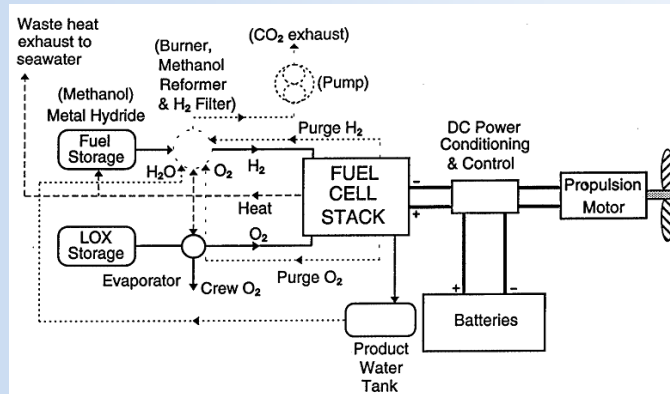 Waste heat
exhaust to
seawater
(Burner,
Methanol
Reformer
& H₂ Filter)
(CO₂ exhaust)
(Pump)
(Methanol)
Metal Hydride
Fuel
Storage
H₂O
O₂
H₂
Purge H₂
Heat
FUEL
CELL
STACK
−
+
DC Power
Conditioning
& Control
Propulsion
Motor
LOX
Storage
O₂
Evaporator
Crew O₂
Purge O₂
+
−
Batteries
Product
Water
Tank